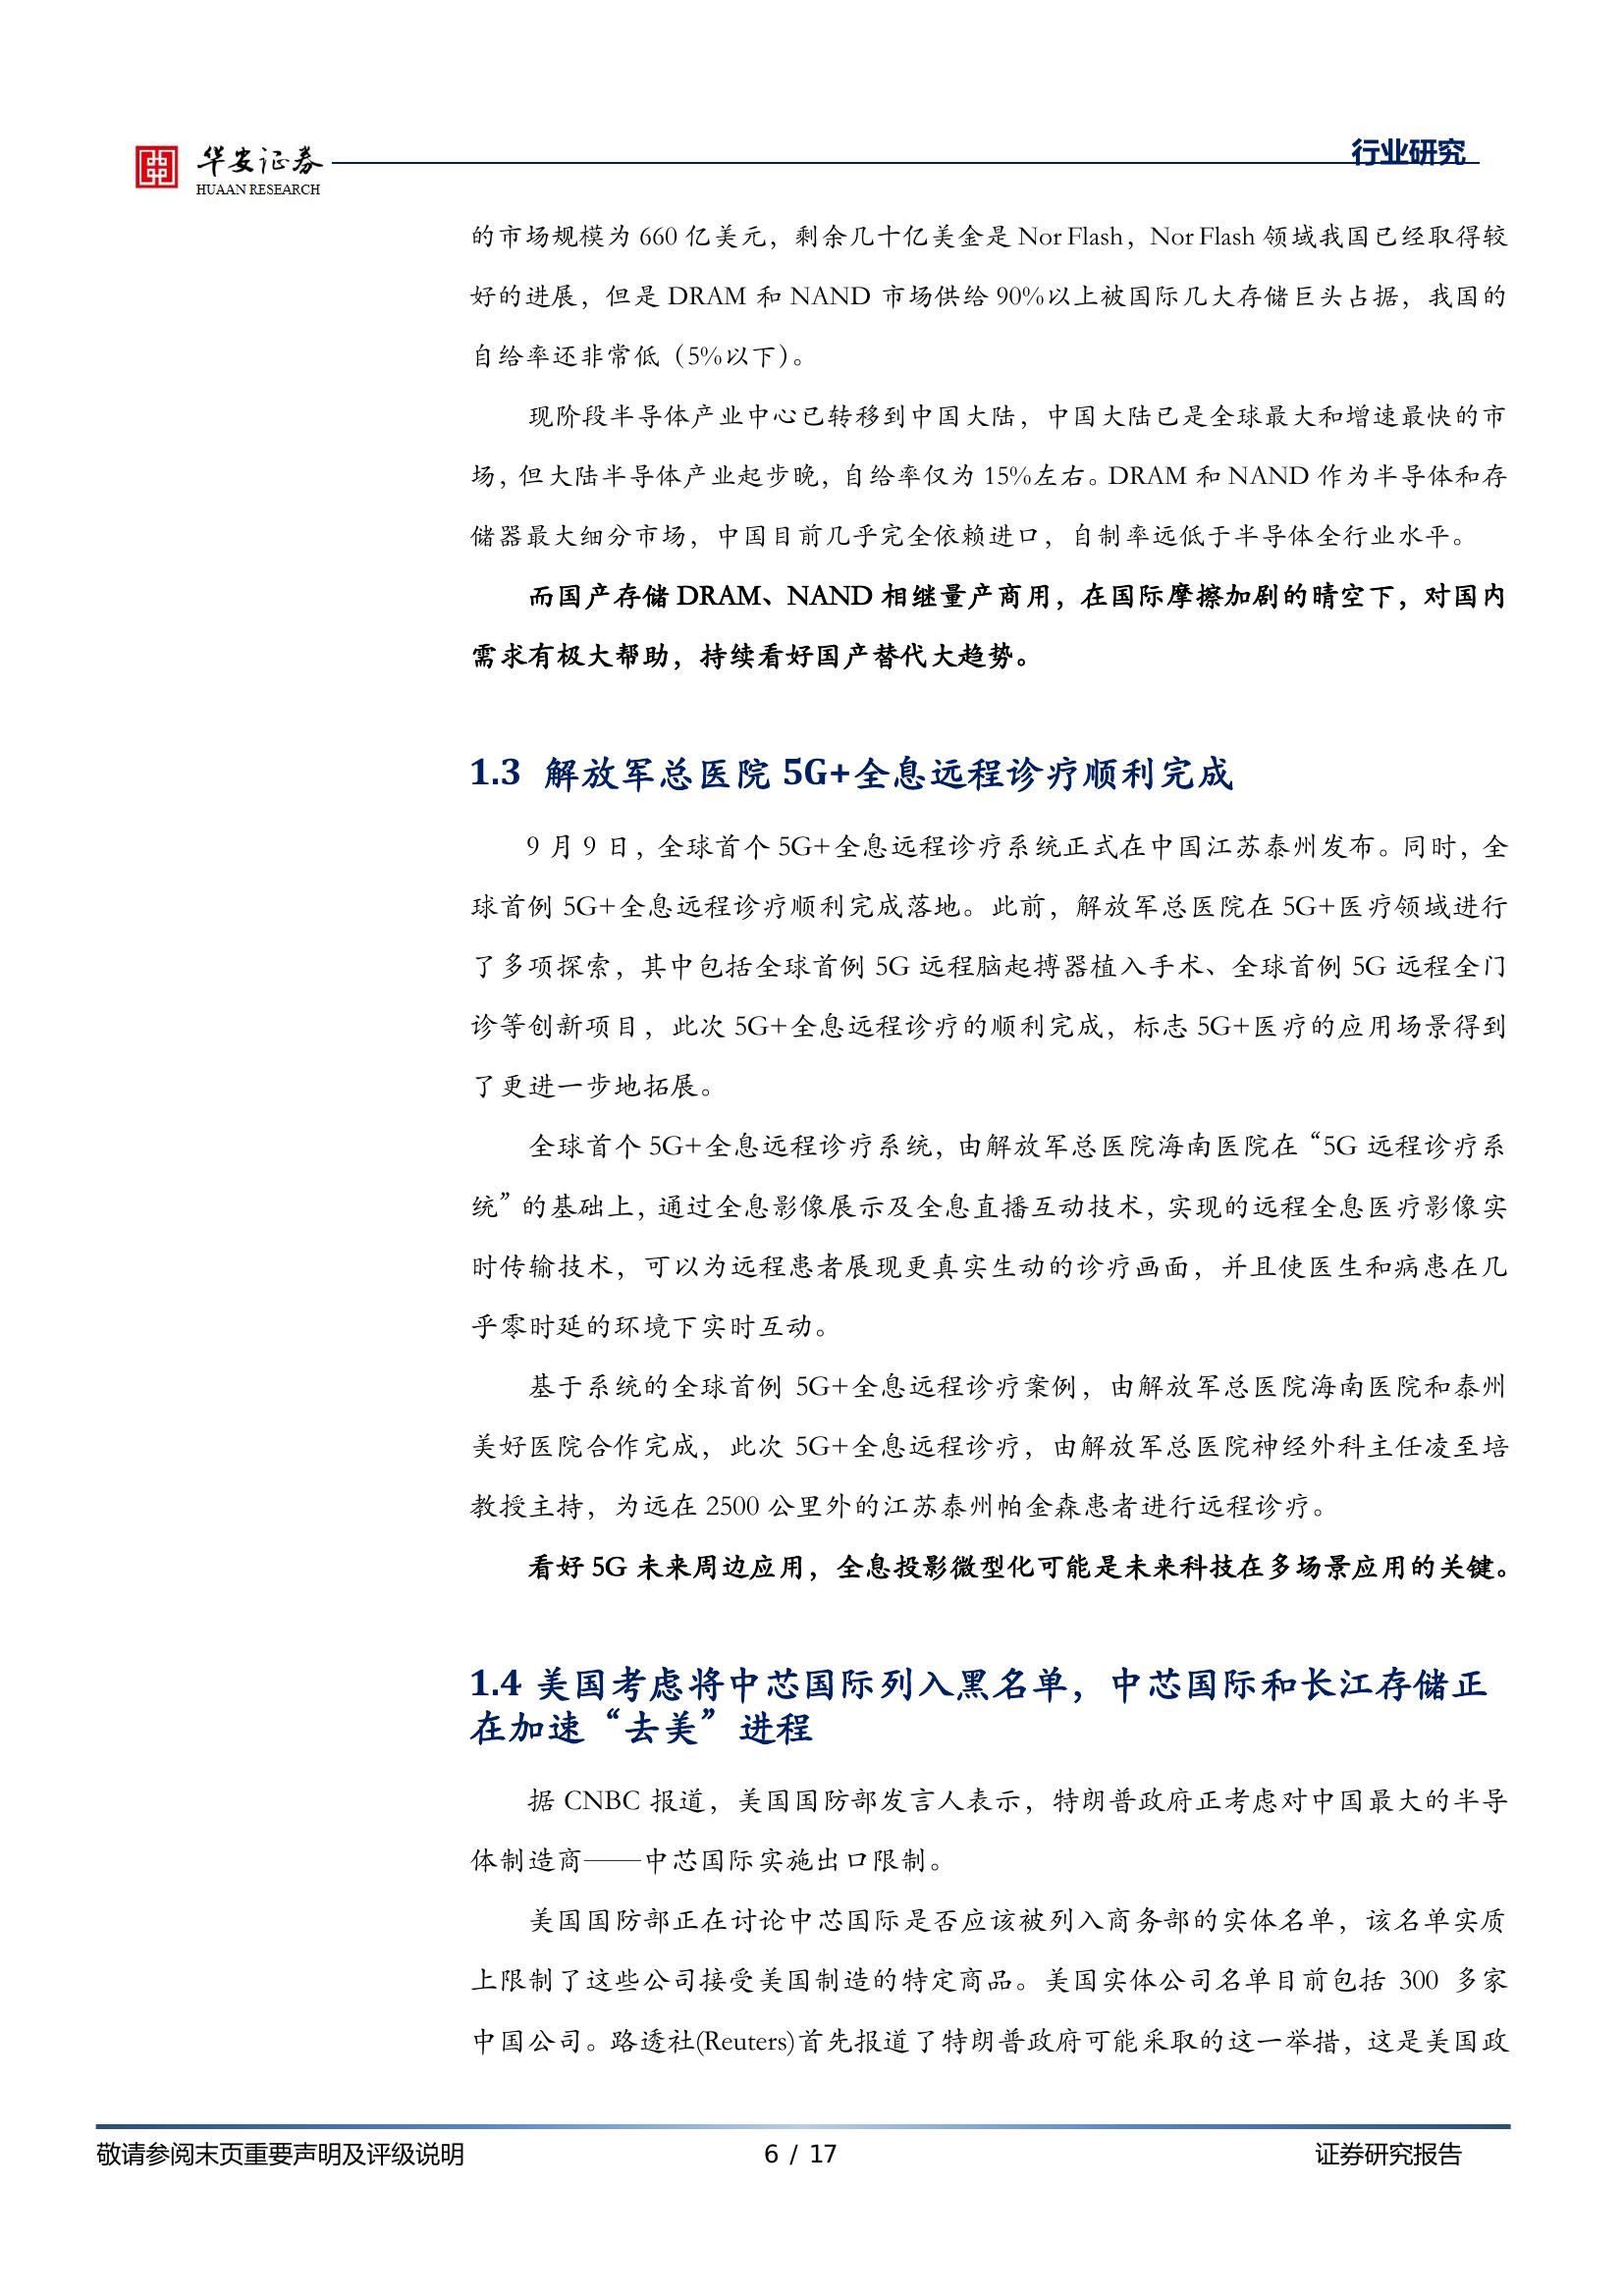 华安证券
HUAAN RESEARCH
行业研究
的市场规模为 660 亿美元，剩余几十亿美金是 Nor Flash，Nor Flash 领域我国已经取得较
好的进展，但是 DRAM 和 NAND 市场供给 90%以上被国际几大存储巨头占据，我国的
自给率还非常低（5%以下）。
现阶段半导体产业中心已转移到中国大陆，中国大陆已是全球最大和增速最快的市
场，但大陆半导体产业起步晚，自给率仅为 15%左右。DRAM 和 NAND 作为半导体和存
储器最大细分市场，中国目前几乎完全依赖进口，自制率远低于半导体全行业水平。
而国产存储 DRAM、NAND 相继量产商用，在国际摩擦加剧的晴空下，对国内
需求有极大帮助，持续看好国产替代大趋势。
1.3 解放军总医院 5G+全息远程诊疗顺利完成
9 月 9 日，全球首个 5G+全息远程诊疗系统正式在中国江苏泰州发布。同时，全
球首例 5G+全息远程诊疗顺利完成落地。此前，解放军总医院在 5G+医疗领域进行
了多项探索，其中包括全球首例 5G 远程脑起搏器植入手术、全球首例 5G 远程全门
诊等创新项目，此次 5G+全息远程诊疗的顺利完成，标志 5G+医疗的应用场景得到
了更进一步地拓展。
全球首个 5G+全息远程诊疗系统，由解放军总医院海南医院在“5G 远程诊疗系
统”的基础上，通过全息影像展示及全息直播互动技术，实现的远程全息医疗影像实
时传输技术，可以为远程患者展现更真实生动的诊疗画面，并且使医生和病患在几
乎零时延的环境下实时互动。
基于系统的全球首例 5G+全息远程诊疗案例，由解放军总医院海南医院和泰州
美好医院合作完成，此次 5G+全息远程诊疗，由解放军总医院神经外科主任凌至培
教授主持，为远在 2500 公里外的江苏泰州帕金森患者进行远程诊疗。
看好 5G 未来周边应用，全息投影微型化可能是未来科技在多场景应用的关键。
1.4 美国考虑将中芯国际列入黑名单，中芯国际和长江存储正
在加速“去美”进程
据 CNBC 报道，美国国防部发言人表示，特朗普政府正考虑对中国最大的半导
体制造商——中芯国际实施出口限制。
美国国防部正在讨论中芯国际是否应该被列入商务部的实体名单，该名单实质
上限制了这些公司接受美国制造的特定商品。美国实体公司名单目前包括 300 多家
中国公司。路透社(Reuters)首先报道了特朗普政府可能采取的这一举措，这是美国政
敬请参阅末页重要声明及评级说明
6 / 17
证券研究报告